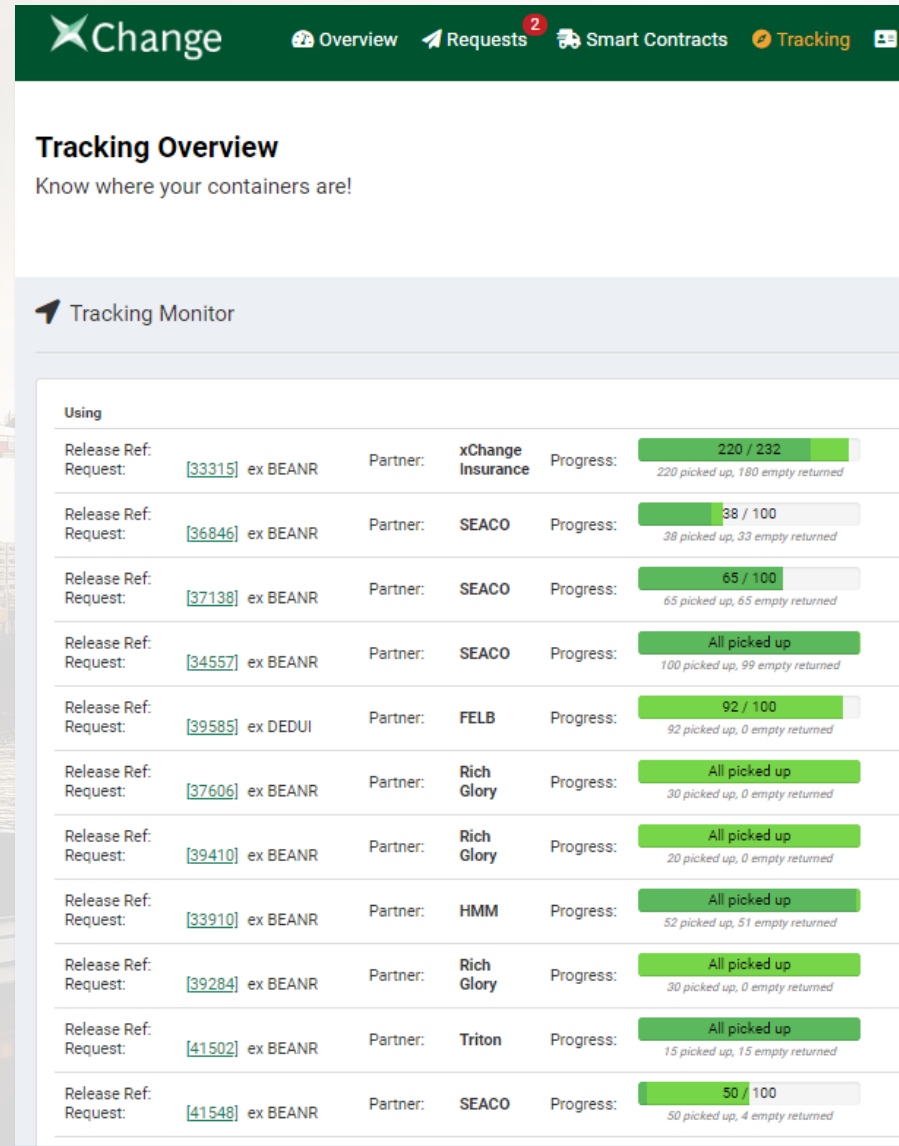 XChange
Overview
Requests 2
Smart Contracts
Tracking
Tracking Overview
Know where your containers are!
Tracking Monitor
Using
Release Ref:
Request: [33315] ex BEANR Partner: xChange Insurance Progress: 220 / 232
220 picked up, 180 empty returned
Release Ref:
Request: [36846] ex BEANR Partner: SEACO Progress: 38 / 100
38 picked up, 33 empty returned
Release Ref:
Request: [37138] ex BEANR Partner: SEACO Progress: 65 / 100
65 picked up, 65 empty returned
Release Ref:
Request: [34557] ex BEANR Partner: SEACO Progress: All picked up
100 picked up, 99 empty returned
Release Ref:
Request: [39585] ex DEDUI Partner: FELB Progress: 92 / 100
92 picked up, 0 empty returned
Release Ref:
Request: [37606] ex BEANR Partner: Rich Glory Progress: All picked up
30 picked up, 0 empty returned
Release Ref:
Request: [39410] ex BEANR Partner: Rich Glory Progress: All picked up
20 picked up, 0 empty returned
Release Ref:
Request: [33910] ex BEANR Partner: HMM Progress: All picked up
52 picked up, 51 empty returned
Release Ref:
Request: [39284] ex BEANR Partner: Rich Glory Progress: All picked up
30 picked up, 0 empty returned
Release Ref:
Request: [41502] ex BEANR Partner: Triton Progress: All picked up
15 picked up, 15 empty returned
Release Ref:
Request: [41548] ex BEANR Partner: SEACO Progress: 50 / 100
50 picked up, 4 empty returned